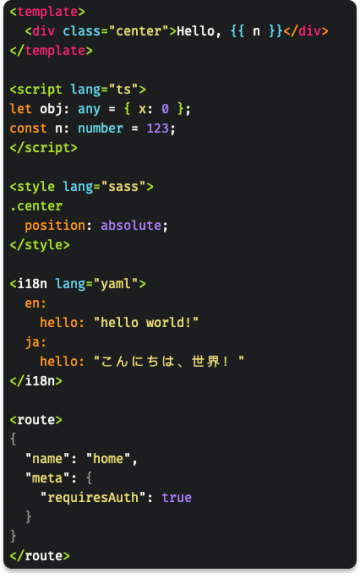 <template>
  <div class="center">Hello, {{ n }}</div>
</template>

<script lang="ts">
let obj: any = { x: 0 };
const n: number = 123;
</script>

<style lang="sass">
.center
  position: absolute;
</style>

<i18n lang="yaml">
  en:
    hello: "hello world!"
  ja:
    hello: "こんにちは、世界！"
</i18n>

<route>
{
  "name": "home",
  "meta": {
    "requiresAuth": true
  }
}
</route>